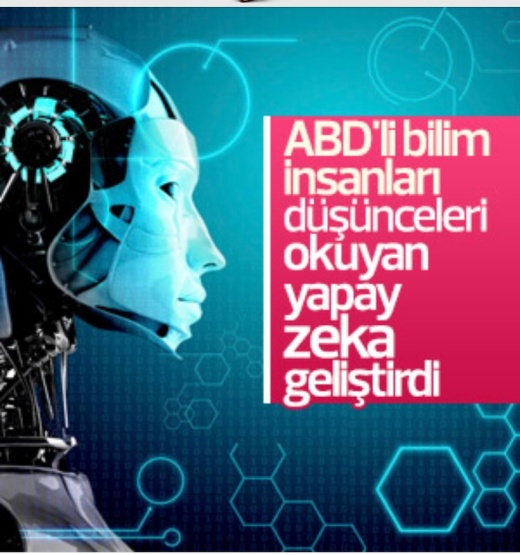 ABD'li bilim
insanları
düşünceleri
okuyan
yapay
zeka
geliştirdi